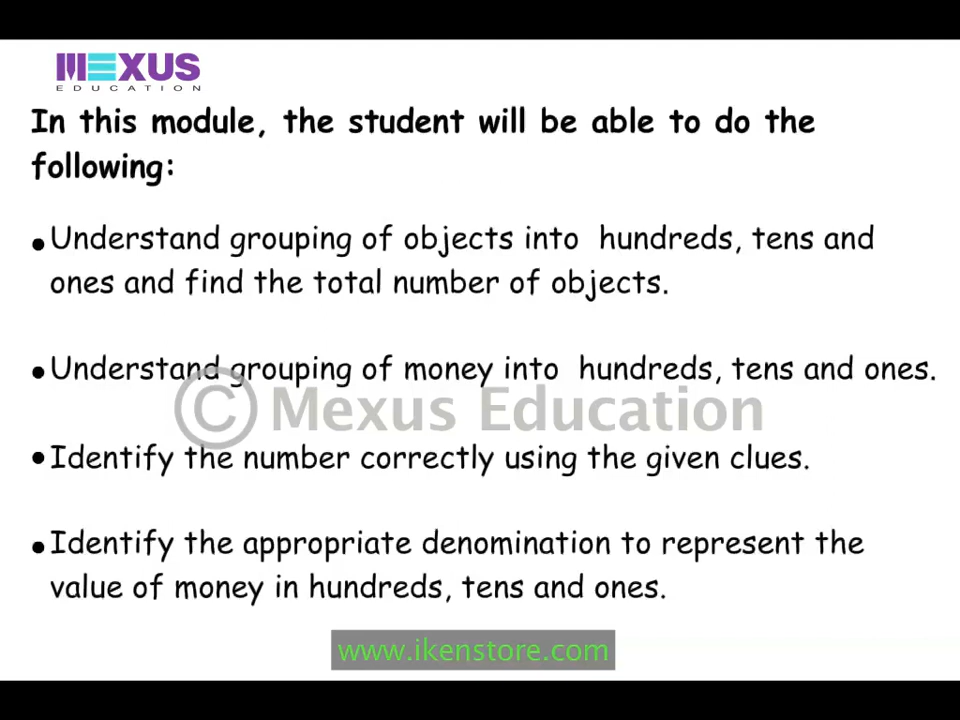 MEXUS
EDUCATION
In this module, the student will be able to do the
following:
•Understand grouping of objects into hundreds, tens and
ones and find the total number of objects.
•Understand grouping of money into hundreds, tens and ones.
© Mexus Education
•Identify the number correctly using the given clues.
•Identify the appropriate denomination to represent the
value of money in hundreds, tens and ones.
www.ikenstore.com